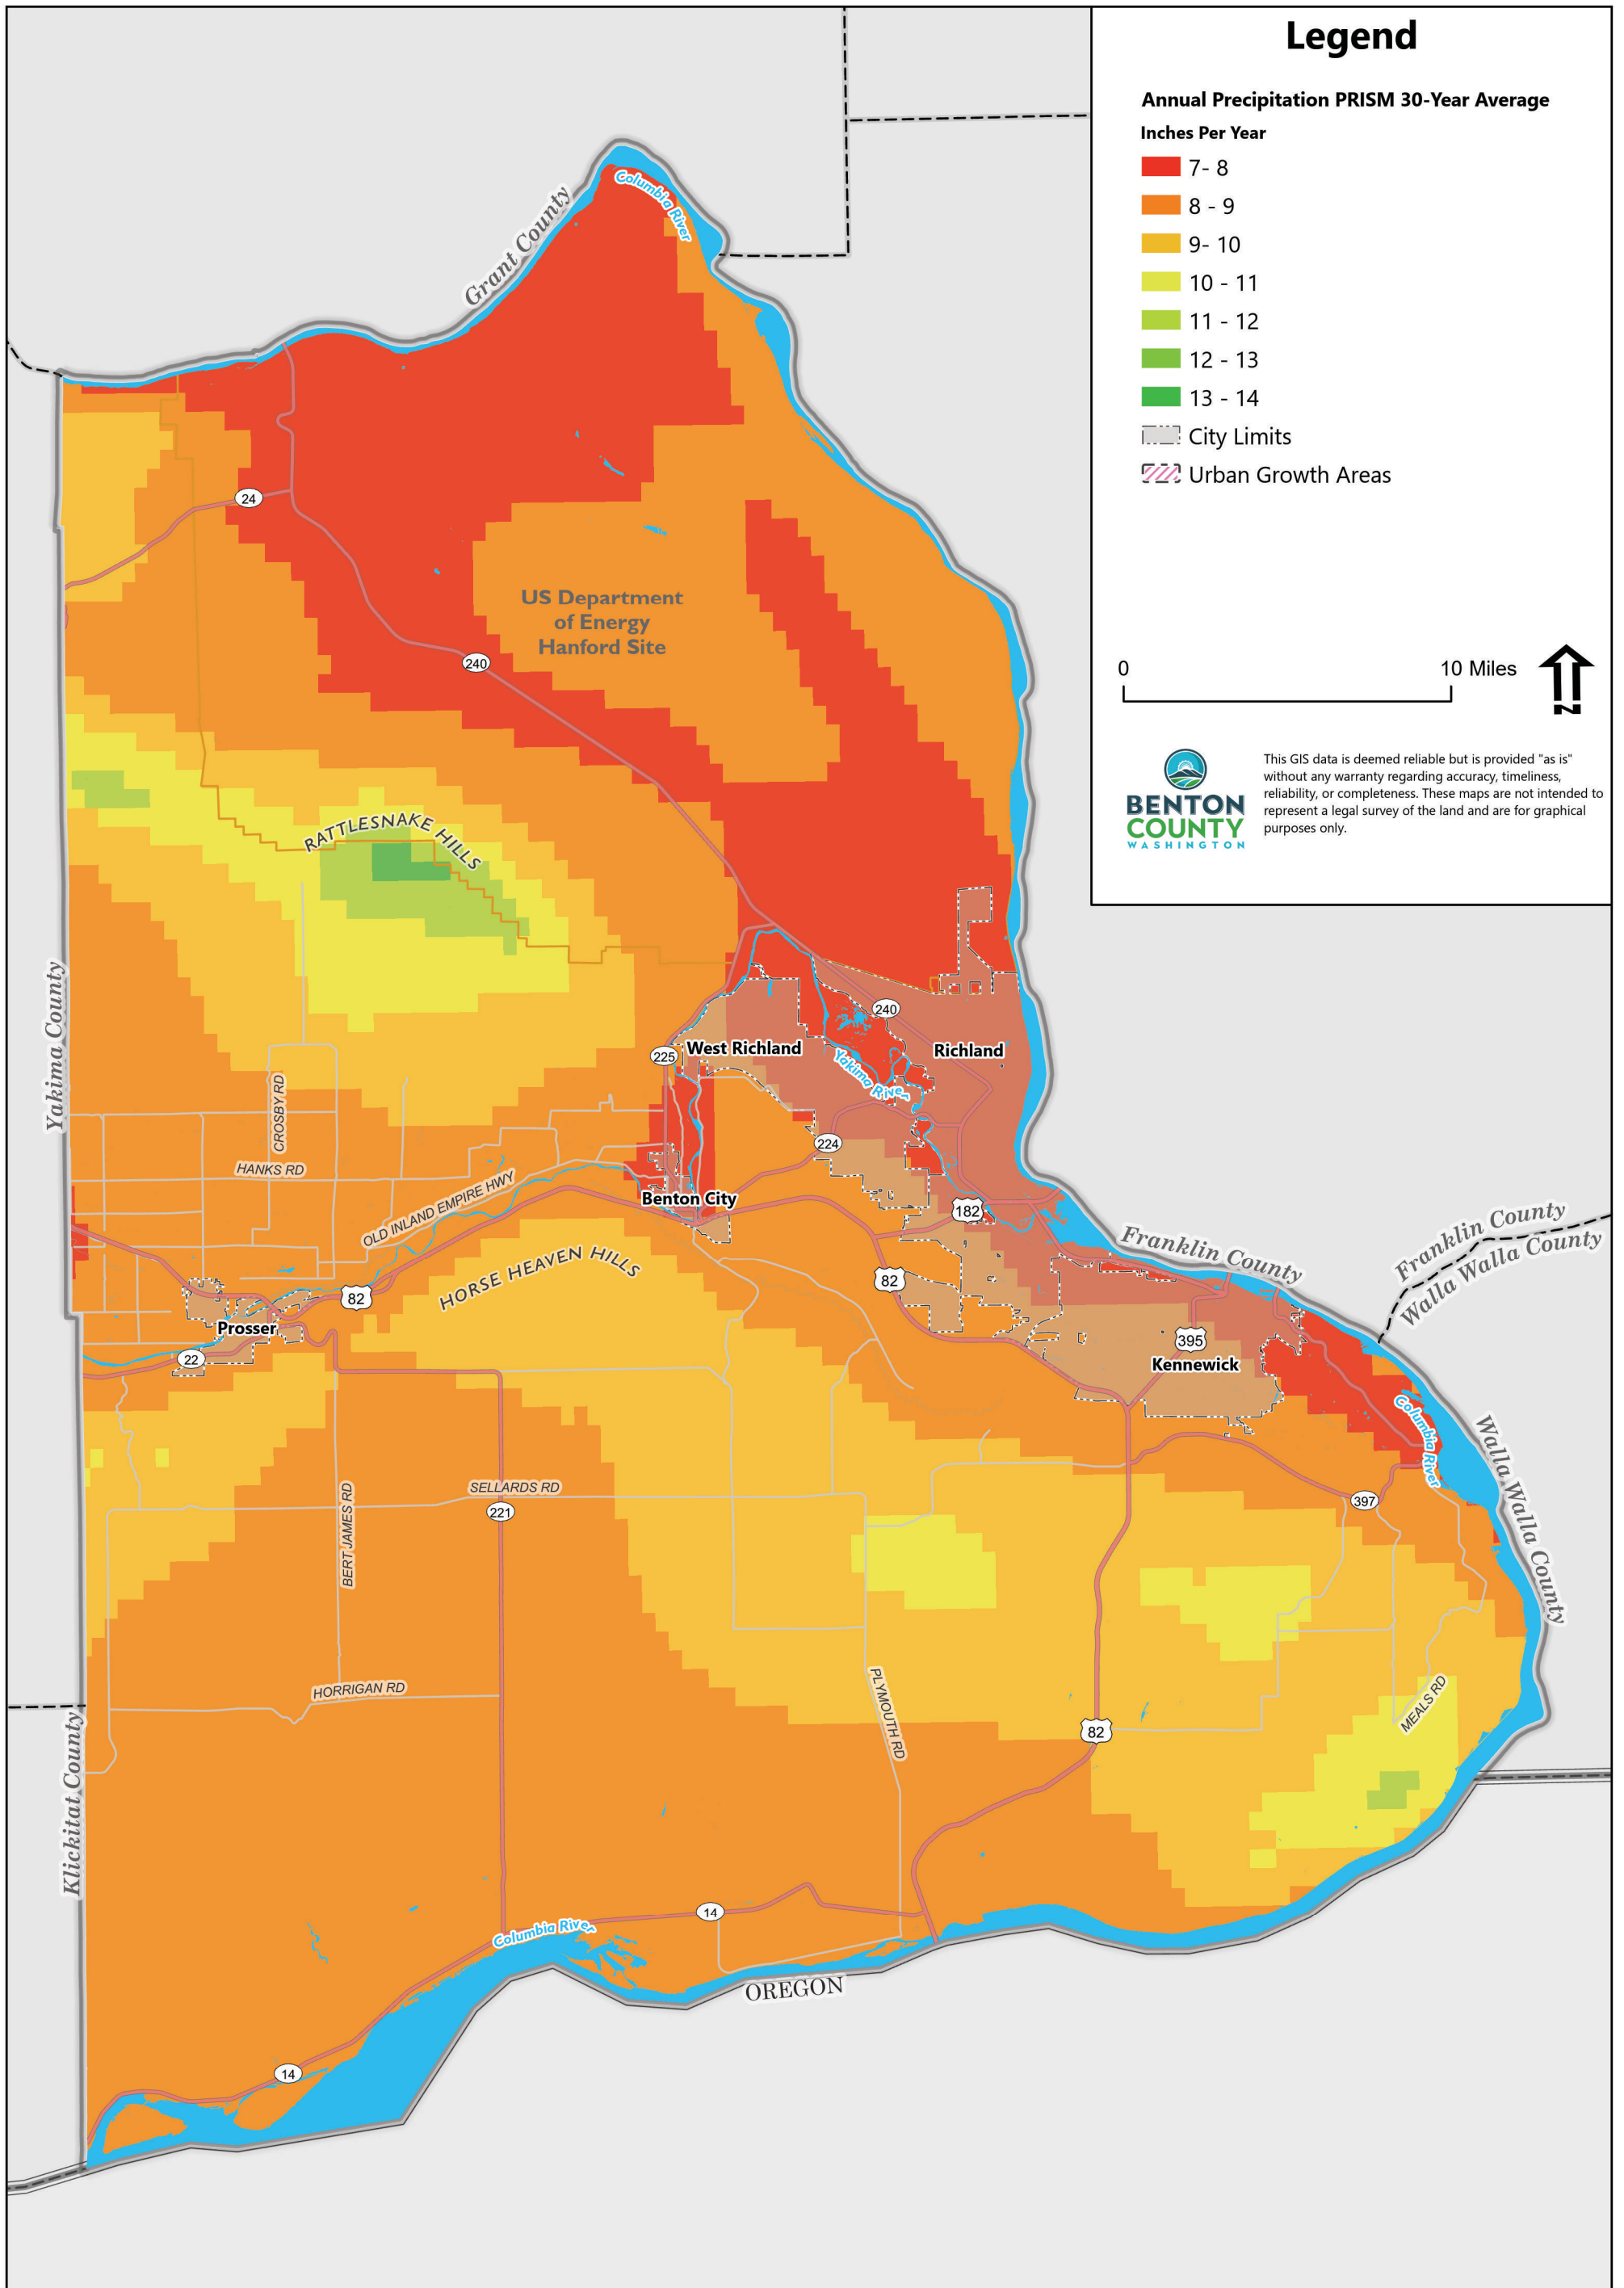 Legend
Annual Precipitation PRISM 30-Year Average
Inches Per Year
7- 8
8 - 9
9- 10
10 - 11
11 - 12
12 - 13
13 - 14
City Limits
Urban Growth Areas
0 10 Miles
N
BENTON
COUNTY
WASHINGTON
This GIS data is deemed reliable but is provided "as is"
without any warranty regarding accuracy, timeliness,
reliability, or completeness. These maps are not intended to
represent a legal survey of the land and are for graphical
purposes only.
Columbia River
Grant County
24
US Department
of Energy
Hanford Site
240
RATTLESNAKE HILLS
Yakima County
240
West Richland
Richland
225
Yakima River
CROSBY RD
224
HANKS RD
Benton City
OLD INLAND EMPIRE HWY
182
Franklin County
Franklin County
Walla Walla County
HORSE HEAVEN HILLS
82
82
Prosser
395
Kennewick
22
Columbia River
Walla Walla County
SELLARDS RD
221
BERT JAMES RD
397
HORRIGAN RD
PLYMOUTH RD
MEALS RD
82
Klickitat County
14
Columbia River
OREGON
14